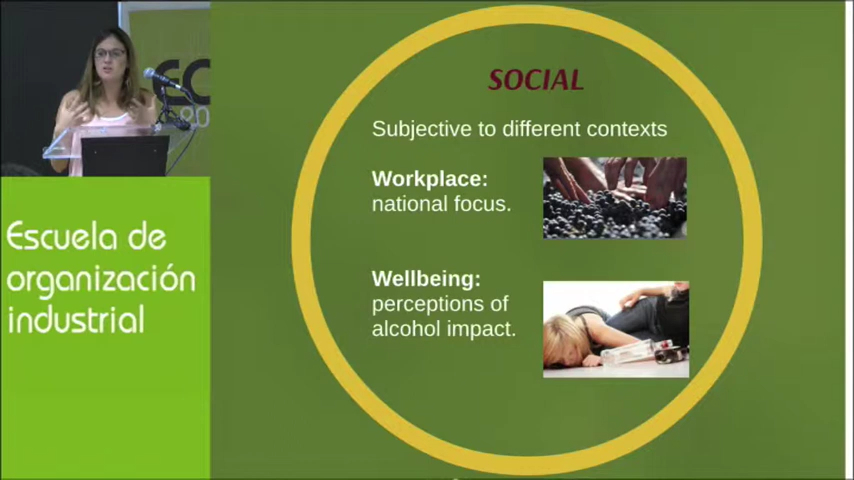 SOCIAL
Subjective to different contexts
Workplace:
national focus.
Wellbeing:
perceptions of
alcohol impact.
Escuela de
organización
industrial